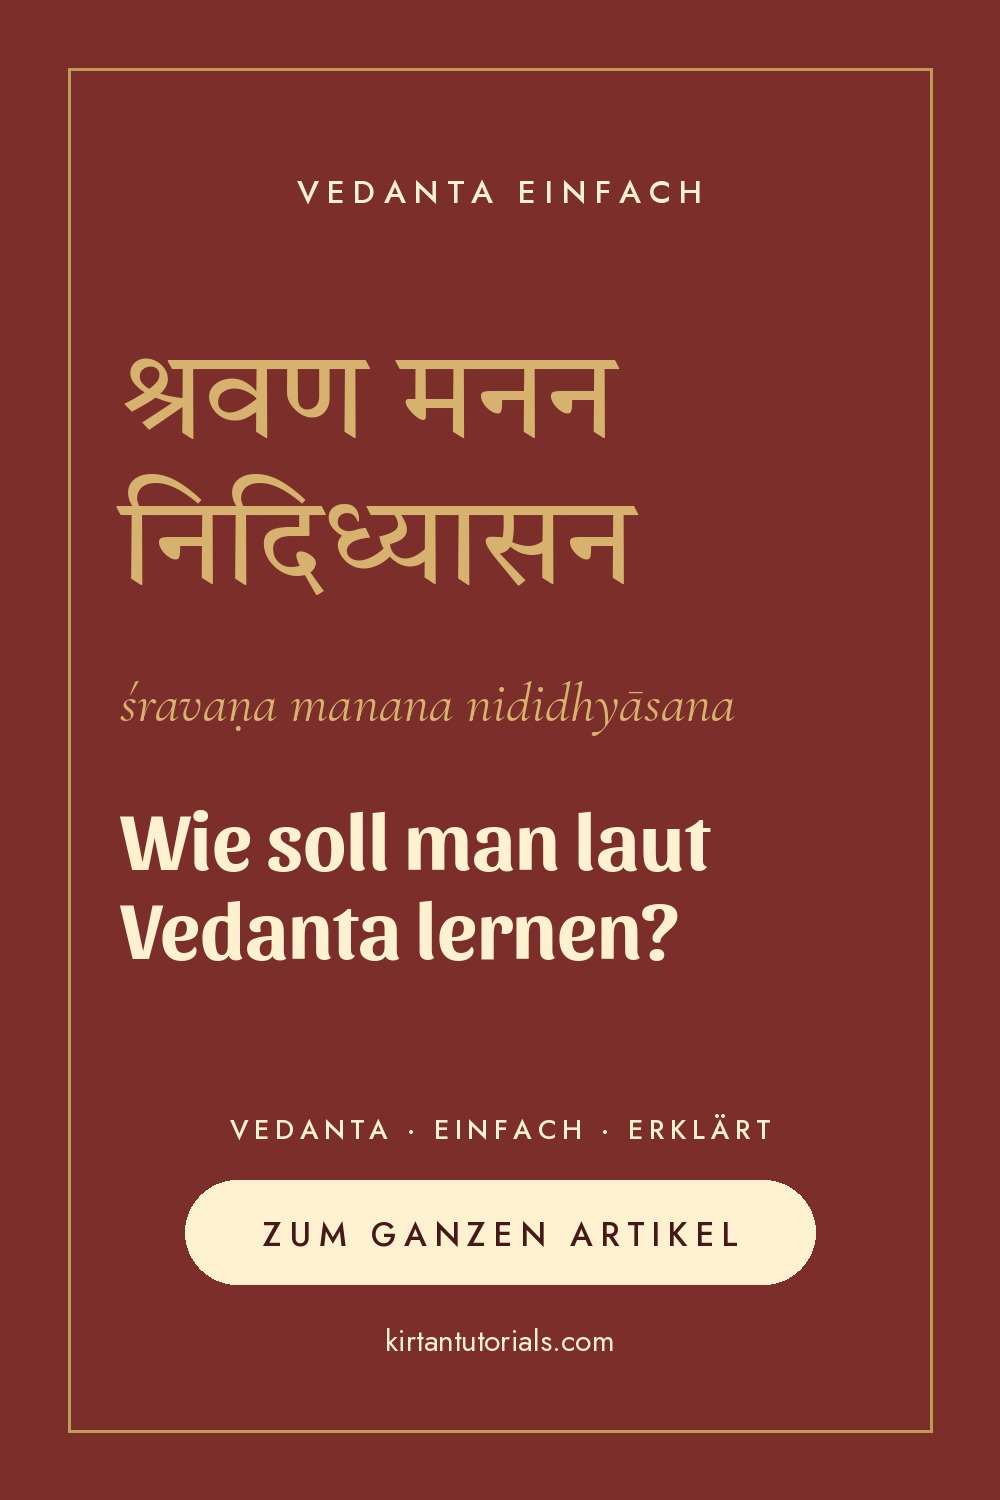 VEDANTA EINFACH
श्रवण मनन
निदिध्यासन
śravaṇa manana nididhyāsana
Wie soll man laut
Vedanta lernen?
VEDANTA · EINFACH · ERKLÄRT
ZUM GANZEN ARTIKEL
kirtantutorials.com